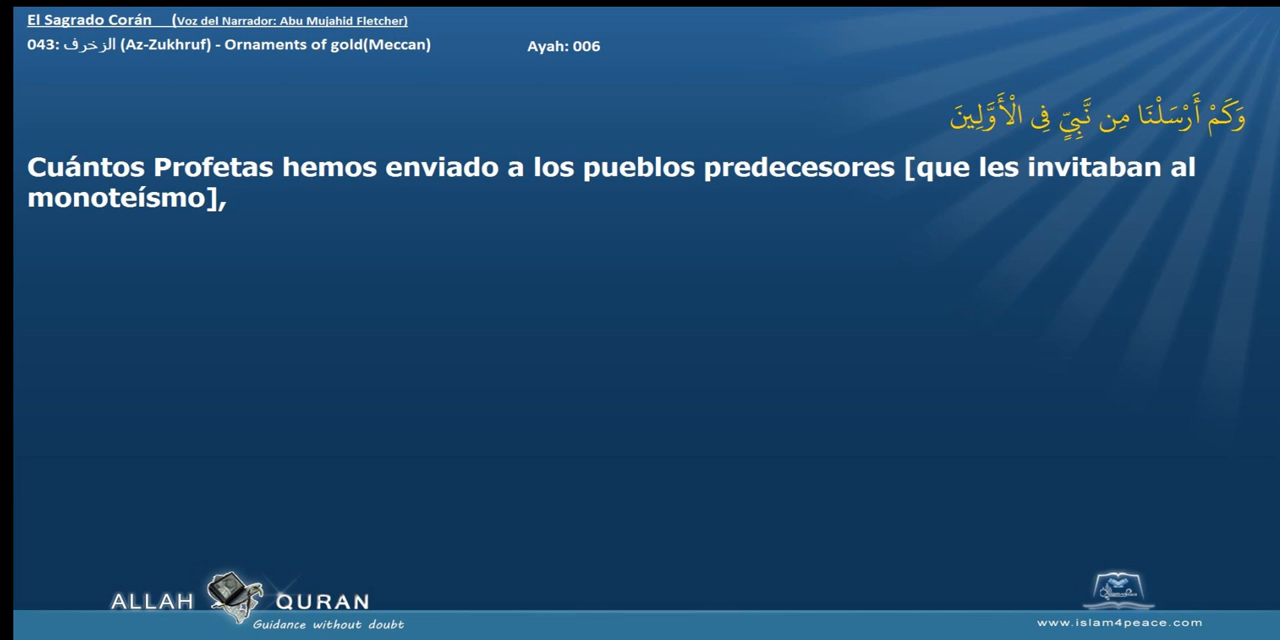 El Sagrado Corán (Voz del Narrador: Abu Mujahid Fletcher)
043: الزخرف (Az-Zukhruf) - Ornaments of gold(Meccan) Ayah: 006
وَكَمْ أَرْسَلْنَا مِن نَّبِيٍّ فِى الْأَوَّلِينَ
Cuántos Profetas hemos enviado a los pueblos predecesores [que les invitaban al
monoteísmo],
ALLAH QURAN
Guidance without doubt
www.islam4peace.com